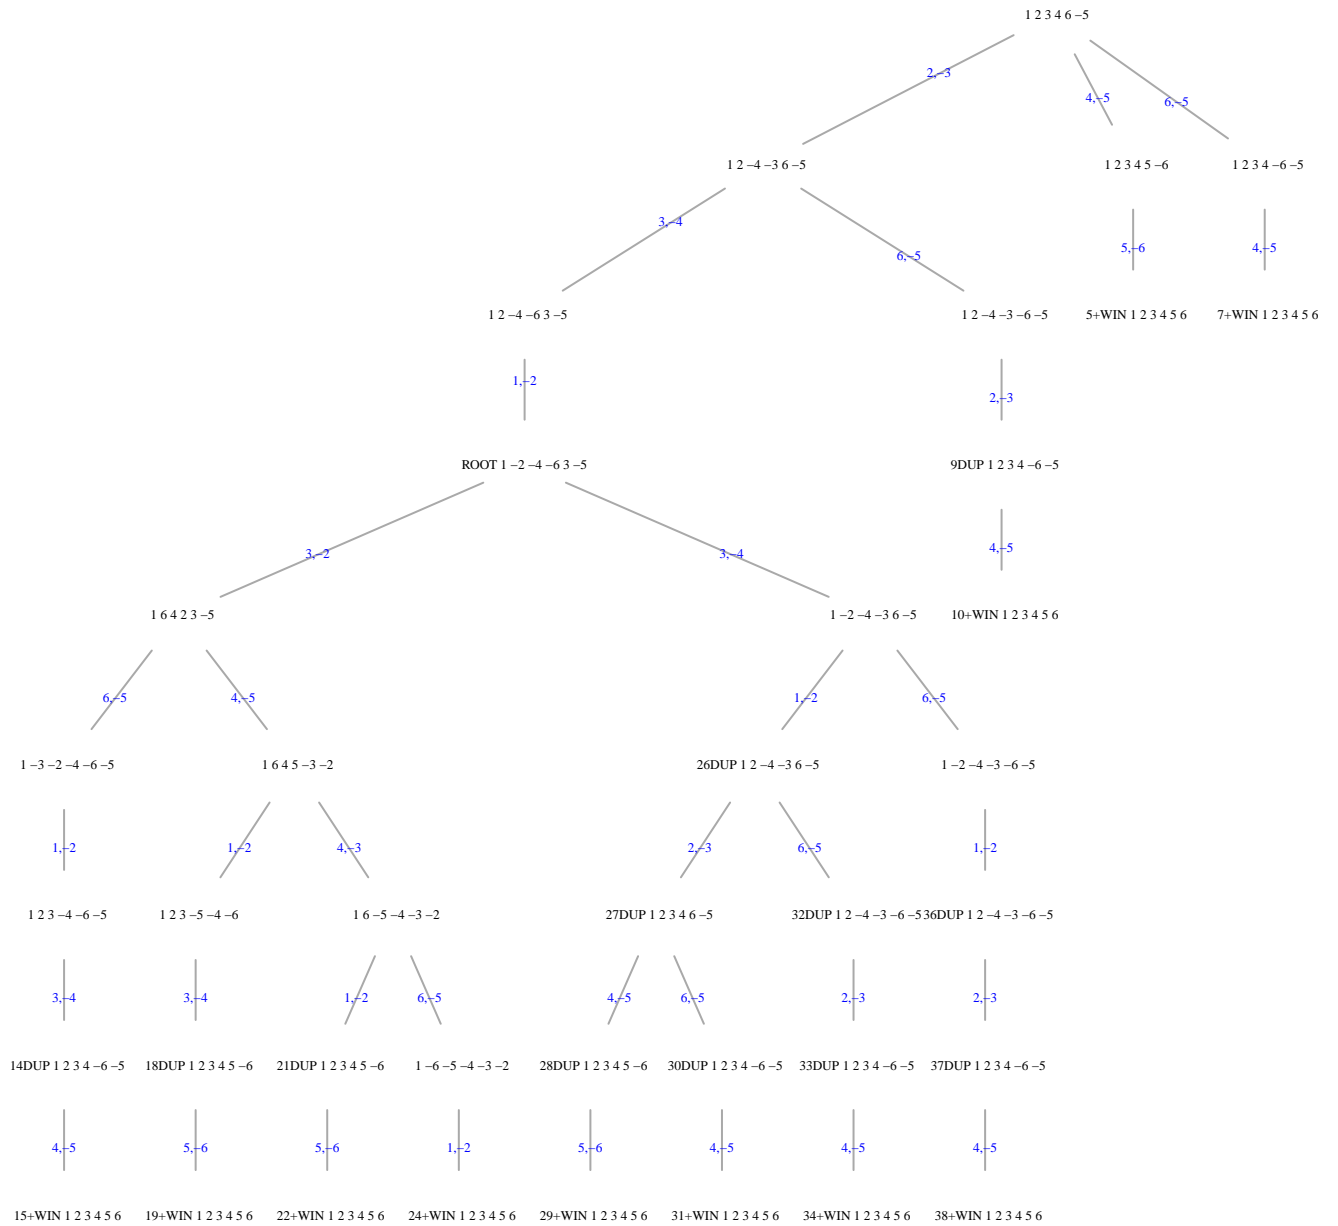 1 2 3 4 6 −5
2,−3
4,−5
6,−5
1 2 −4 −3 6 −5
1 2 3 4 5 −6
1 2 3 4 −6 −5
3,−4
6,−5
5,−6
4,−5
1 2 −4 −6 3 −5
1 2 −4 −3 −6 −5
5+WIN 1 2 3 4 5 6
7+WIN 1 2 3 4 5 6
1,−2
2,−3
ROOT 1 −2 −4 −6 3 −5
9DUP 1 2 3 4 −6 −5
3,−2
3,−4
4,−5
1 6 4 2 3 −5
1 −2 −4 −3 6 −5
10+WIN 1 2 3 4 5 6
6,−5
4,−5
1,−2
6,−5
1 −3 −2 −4 −6 −5
1 6 4 5 −3 −2
26DUP 1 2 −4 −3 6 −5
1 −2 −4 −3 −6 −5
1,−2
1,−2
4,−3
2,−3
6,−5
1,−2
1 2 3 −4 −6 −5
1 2 3 −5 −4 −6
1 6 −5 −4 −3 −2
27DUP 1 2 3 4 6 −5
32DUP 1 2 −4 −3 −6 −5
36DUP 1 2 −4 −3 −6 −5
3,−4
3,−4
1,−2
6,−5
4,−5
6,−5
2,−3
2,−3
14DUP 1 2 3 4 −6 −5
18DUP 1 2 3 4 5 −6
21DUP 1 2 3 4 5 −6
1 −6 −5 −4 −3 −2
28DUP 1 2 3 4 5 −6
30DUP 1 2 3 4 −6 −5
33DUP 1 2 3 4 −6 −5
37DUP 1 2 3 4 −6 −5
4,−5
5,−6
5,−6
1,−2
5,−6
4,−5
4,−5
4,−5
15+WIN 1 2 3 4 5 6
19+WIN 1 2 3 4 5 6
22+WIN 1 2 3 4 5 6
24+WIN 1 2 3 4 5 6
29+WIN 1 2 3 4 5 6
31+WIN 1 2 3 4 5 6
34+WIN 1 2 3 4 5 6
38+WIN 1 2 3 4 5 6